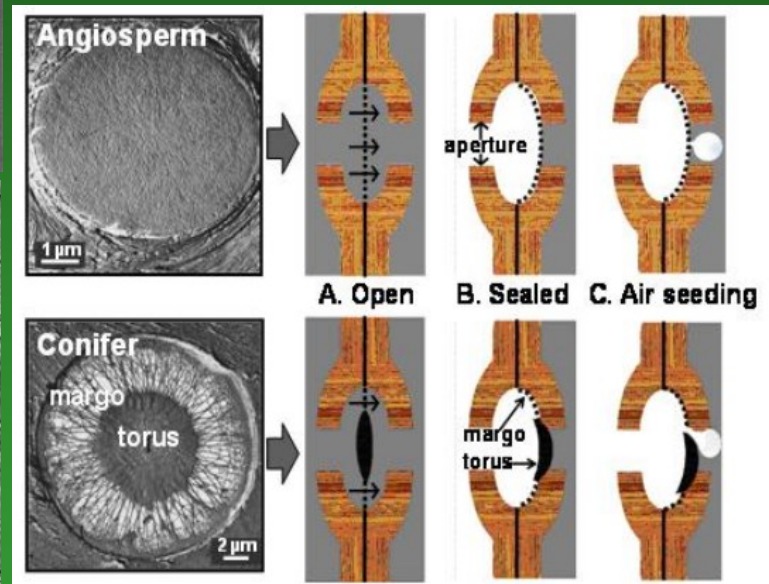 Angiosperm
1 µm
aperture
A. Open B. Sealed C. Air seeding
Conifer
margo
torus
2 µm
margo
torus